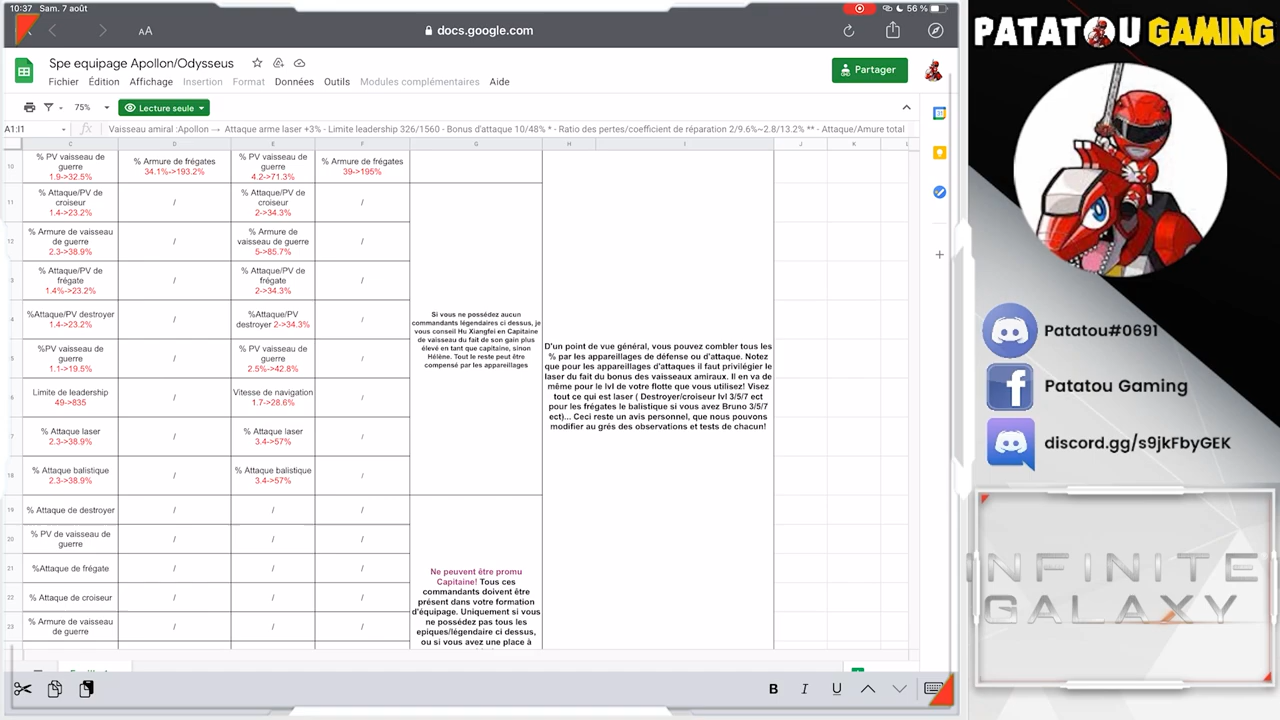 10:37 Sam. 7 août
56 %
AA
docs.google.com
Spe equipage Apollon/Odysseus
Fichier Édition Affichage Insertion Format Données Outils Modules complémentaires Aide
Partager
75%
Lecture seule
A1:I1
fx
Vaisseau amiral :Apollon → Attaque arme laser +3% - Limite leadership 326/1560 - Bonus d'attaque 10/48% * - Ratio des pertes/coefficient de réparation 2/9.6%~2.8/13.2% ** - Attaque/Amure total
C D E F G H I J K L
10
% PV vaisseau de
guerre
1.9->32.5%
% Armure de frégates
34.1%->193.2%
% PV vaisseau de
guerre
4.2->71.3%
% Armure de frégates
39->195%
11
% Attaque/PV de
croiseur
1.4->23.2%
/
% Attaque/PV de
croiseur
2->34.3%
/
12
% Armure de vaisseau
de guerre
2.3->38.9%
/
% Armure de
vaisseau de guerre
5->85.7%
/
3
% Attaque/PV de
frégate
1.4%->23.2%
/
% Attaque/PV de
frégate
2->34.3%
/
4
%Attaque/PV destroyer
1.4->23.2%
/
%Attaque/PV
destroyer 2->34.3%
/
5
%PV vaisseau de
guerre
1.1->19.5%
/
% PV vaisseau de
guerre
2.5%->42.8%
/
6
Limite de leadership
49->835
/
Vitesse de navigation
1.7->28.6%
/
7
% Attaque laser
2.3->38.9%
/
% Attaque laser
3.4->57%
/
18
% Attaque balistique
2.3->38.9%
/
% Attaque balistique
3.4->57%
/
19
% Attaque de destroyer
/
/
/
20
% PV de vaisseau de
guerre
/
/
/
21
%Attaque de frégate
/
/
/
22
% Attaque de croiseur
/
/
/
23
% Armure de vaisseau
de guerre
/
/
/
Si vous ne possédez aucun
commandants légendaires ci dessus, je
vous conseil Hu Xiangfei en Capitaine
de vaisseau du fait de son gain plus
élevé en tant que capitaine, sinon
Hélène. Tout le reste peut être
compensé par les appareillages
Ne peuvent être promu
Capitaine! Tous ces
commandants doivent être
présent dans votre formation
d'équipage. Uniquement si vous
ne possédez pas tous les
epiques/légendaire ci dessus,
ou si vous avez une place à
D'un point de vue général, vous pouvez combler tous les
% par les appareillages de défense ou d'attaque. Notez
que pour les appareillages d'attaques il faut privilégier le
laser du fait du bonus des vaisseaux amiraux. Il en va de
même pour le lvl de votre flotte que vous utilisez! Visez
tout ce qui est laser ( Destroyer/croiseur lvl 3/5/7 ect
pour les frégates le balistique si vous avez Bruno 3/5/7
ect)... Ceci reste un avis personnel, que nous pouvons
modifier au grés des observations et tests de chacun!
B I U
PATATOU GAMING
Patatou#0691
Patatou Gaming
discord.gg/s9jkFbyGEK
INFINITE
GALAXY